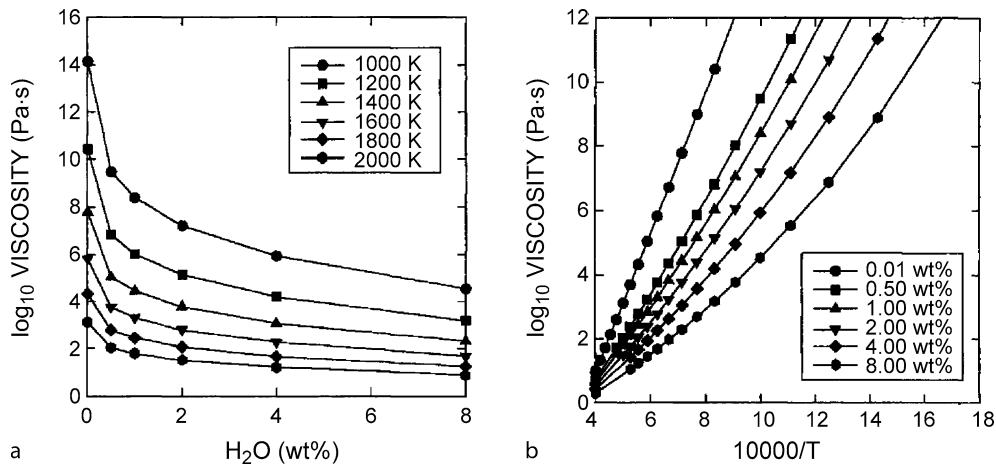 16
14
12
10
8
6
4
2
0
log10 VISCOSITY (Pa·s)
1000 K
1200 K
1400 K
1600 K
1800 K
2000 K
0 2 4 6 8
H2O (wt%)
a
12
10
8
6
4
2
0
log10 VISCOSITY (Pa·s)
0.01 wt%
0.50 wt%
1.00 wt%
2.00 wt%
4.00 wt%
8.00 wt%
4 6 8 10 12 14 16 18
10000/T
b